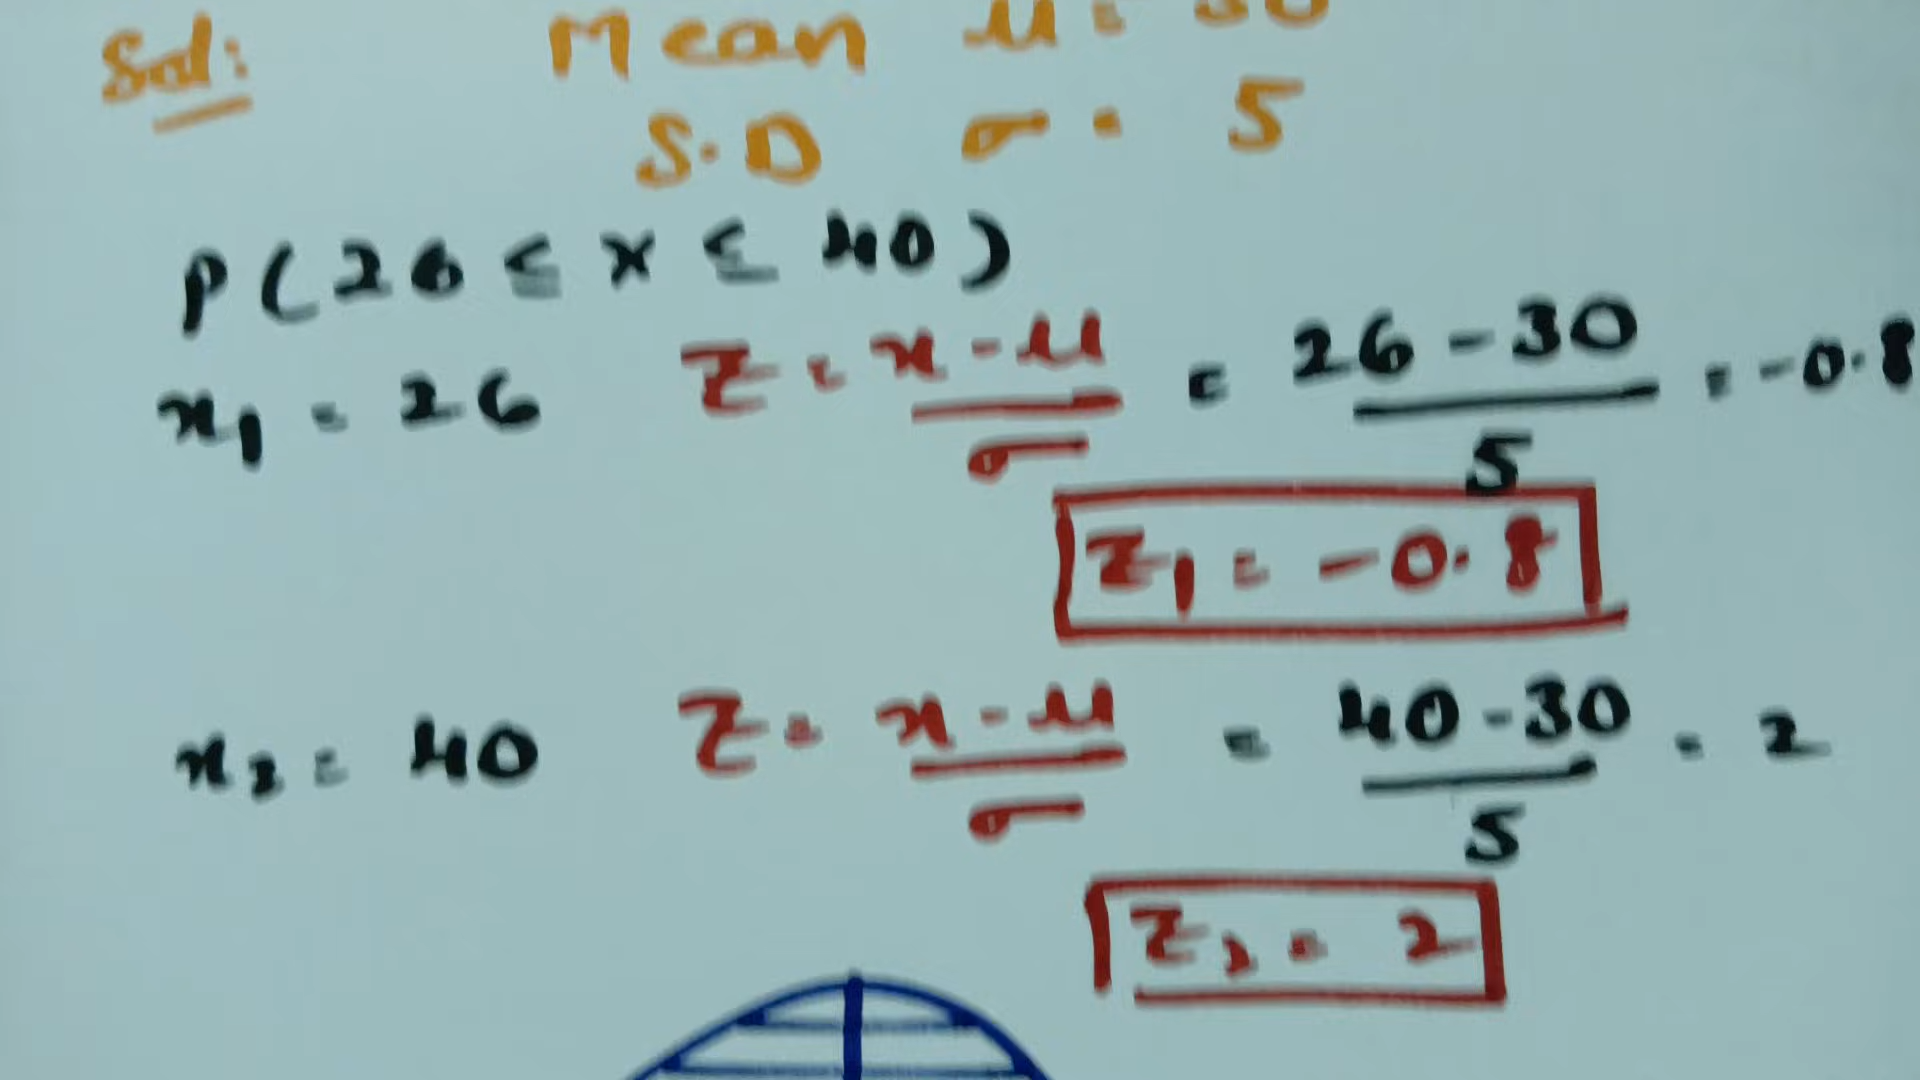 Sol: Mean μ = 30
S.D σ = 5
P(26 ≤ x ≤ 40)
x₁ = 26 Z = x - μ / σ = 26 - 30 / 5 = -0.8
Z₁ = -0.8
x₂ = 40 Z = x - μ / σ = 40 - 30 / 5 = 2
Z₂ = 2